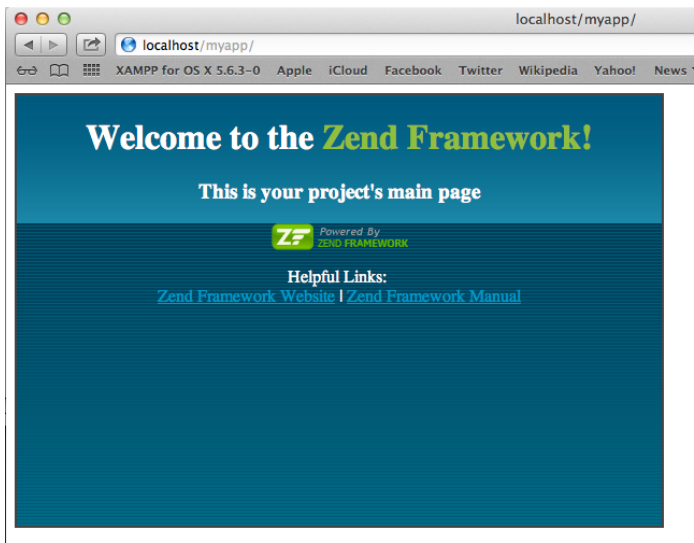 localhost/myapp/
localhost/myapp/
XAMPP for OS X 5.6.3-0 Apple iCloud Facebook Twitter Wikipedia Yahoo! News
Welcome to the Zend Framework!
This is your project's main page
ZF Powered By
ZEND FRAMEWORK
Helpful Links:
Zend Framework Website | Zend Framework Manual